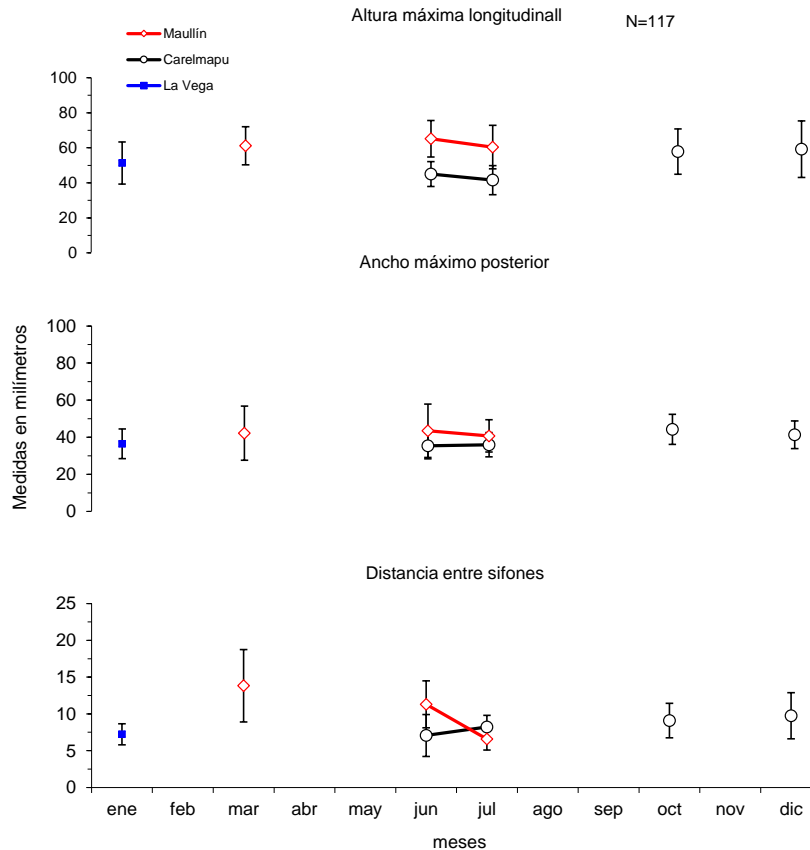 Altura máxima longitudinall
N=117
Maullín
Carelmapu
La Vega
100
80
60
40
20
0
Ancho máximo posterior
Medidas en milímetros
100
80
60
40
20
0
Distancia entre sifones
25
20
15
10
5
0
ene feb mar abr may jun jul ago sep oct nov dic
meses